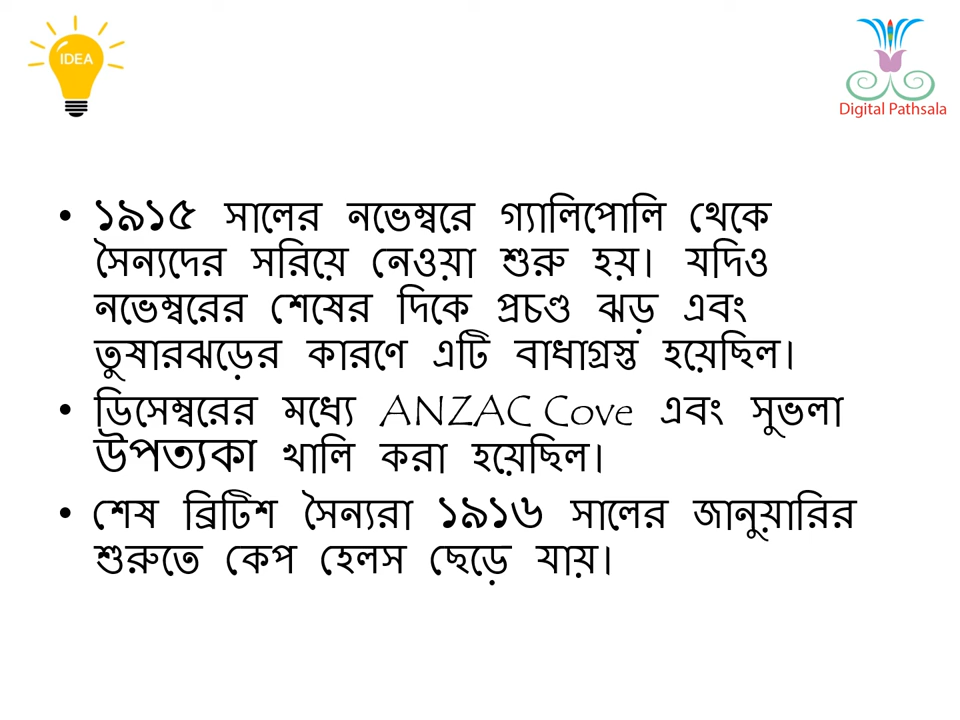 IDEA
Digital Pathsala
• ১৯১৫ সালের নভেম্বরে গ্যালিপোলি থেকে
সৈন্যদের সরিয়ে নেওয়া শুরু হয়। যদিও
নভেম্বরের শেষের দিকে প্রচণ্ড ঝড় এবং
তুষারঝড়ের কারণে এটি বাধাগ্রস্ত হয়েছিল।
• ডিসেম্বরের মধ্যে ANZAC Cove এবং সুভলা
উপত্যকা খালি করা হয়েছিল।
• শেষ ব্রিটিশ সৈন্যরা ১৯১৬ সালের জানুয়ারির
শুরুতে কেপ হেলস ছেড়ে যায়।